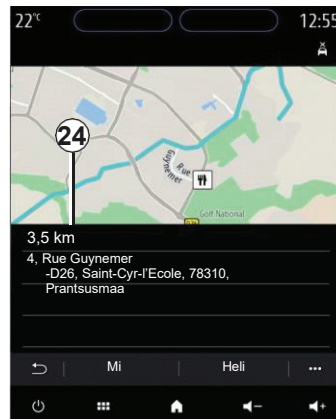 22°C
12:55
24
Rue
Guynemer
Golf National
3,5 km
4, Rue Guynemer
-D26, Saint-Cyr-l'Ecole, 78310,
Prantsusmaa
Mi
Heli